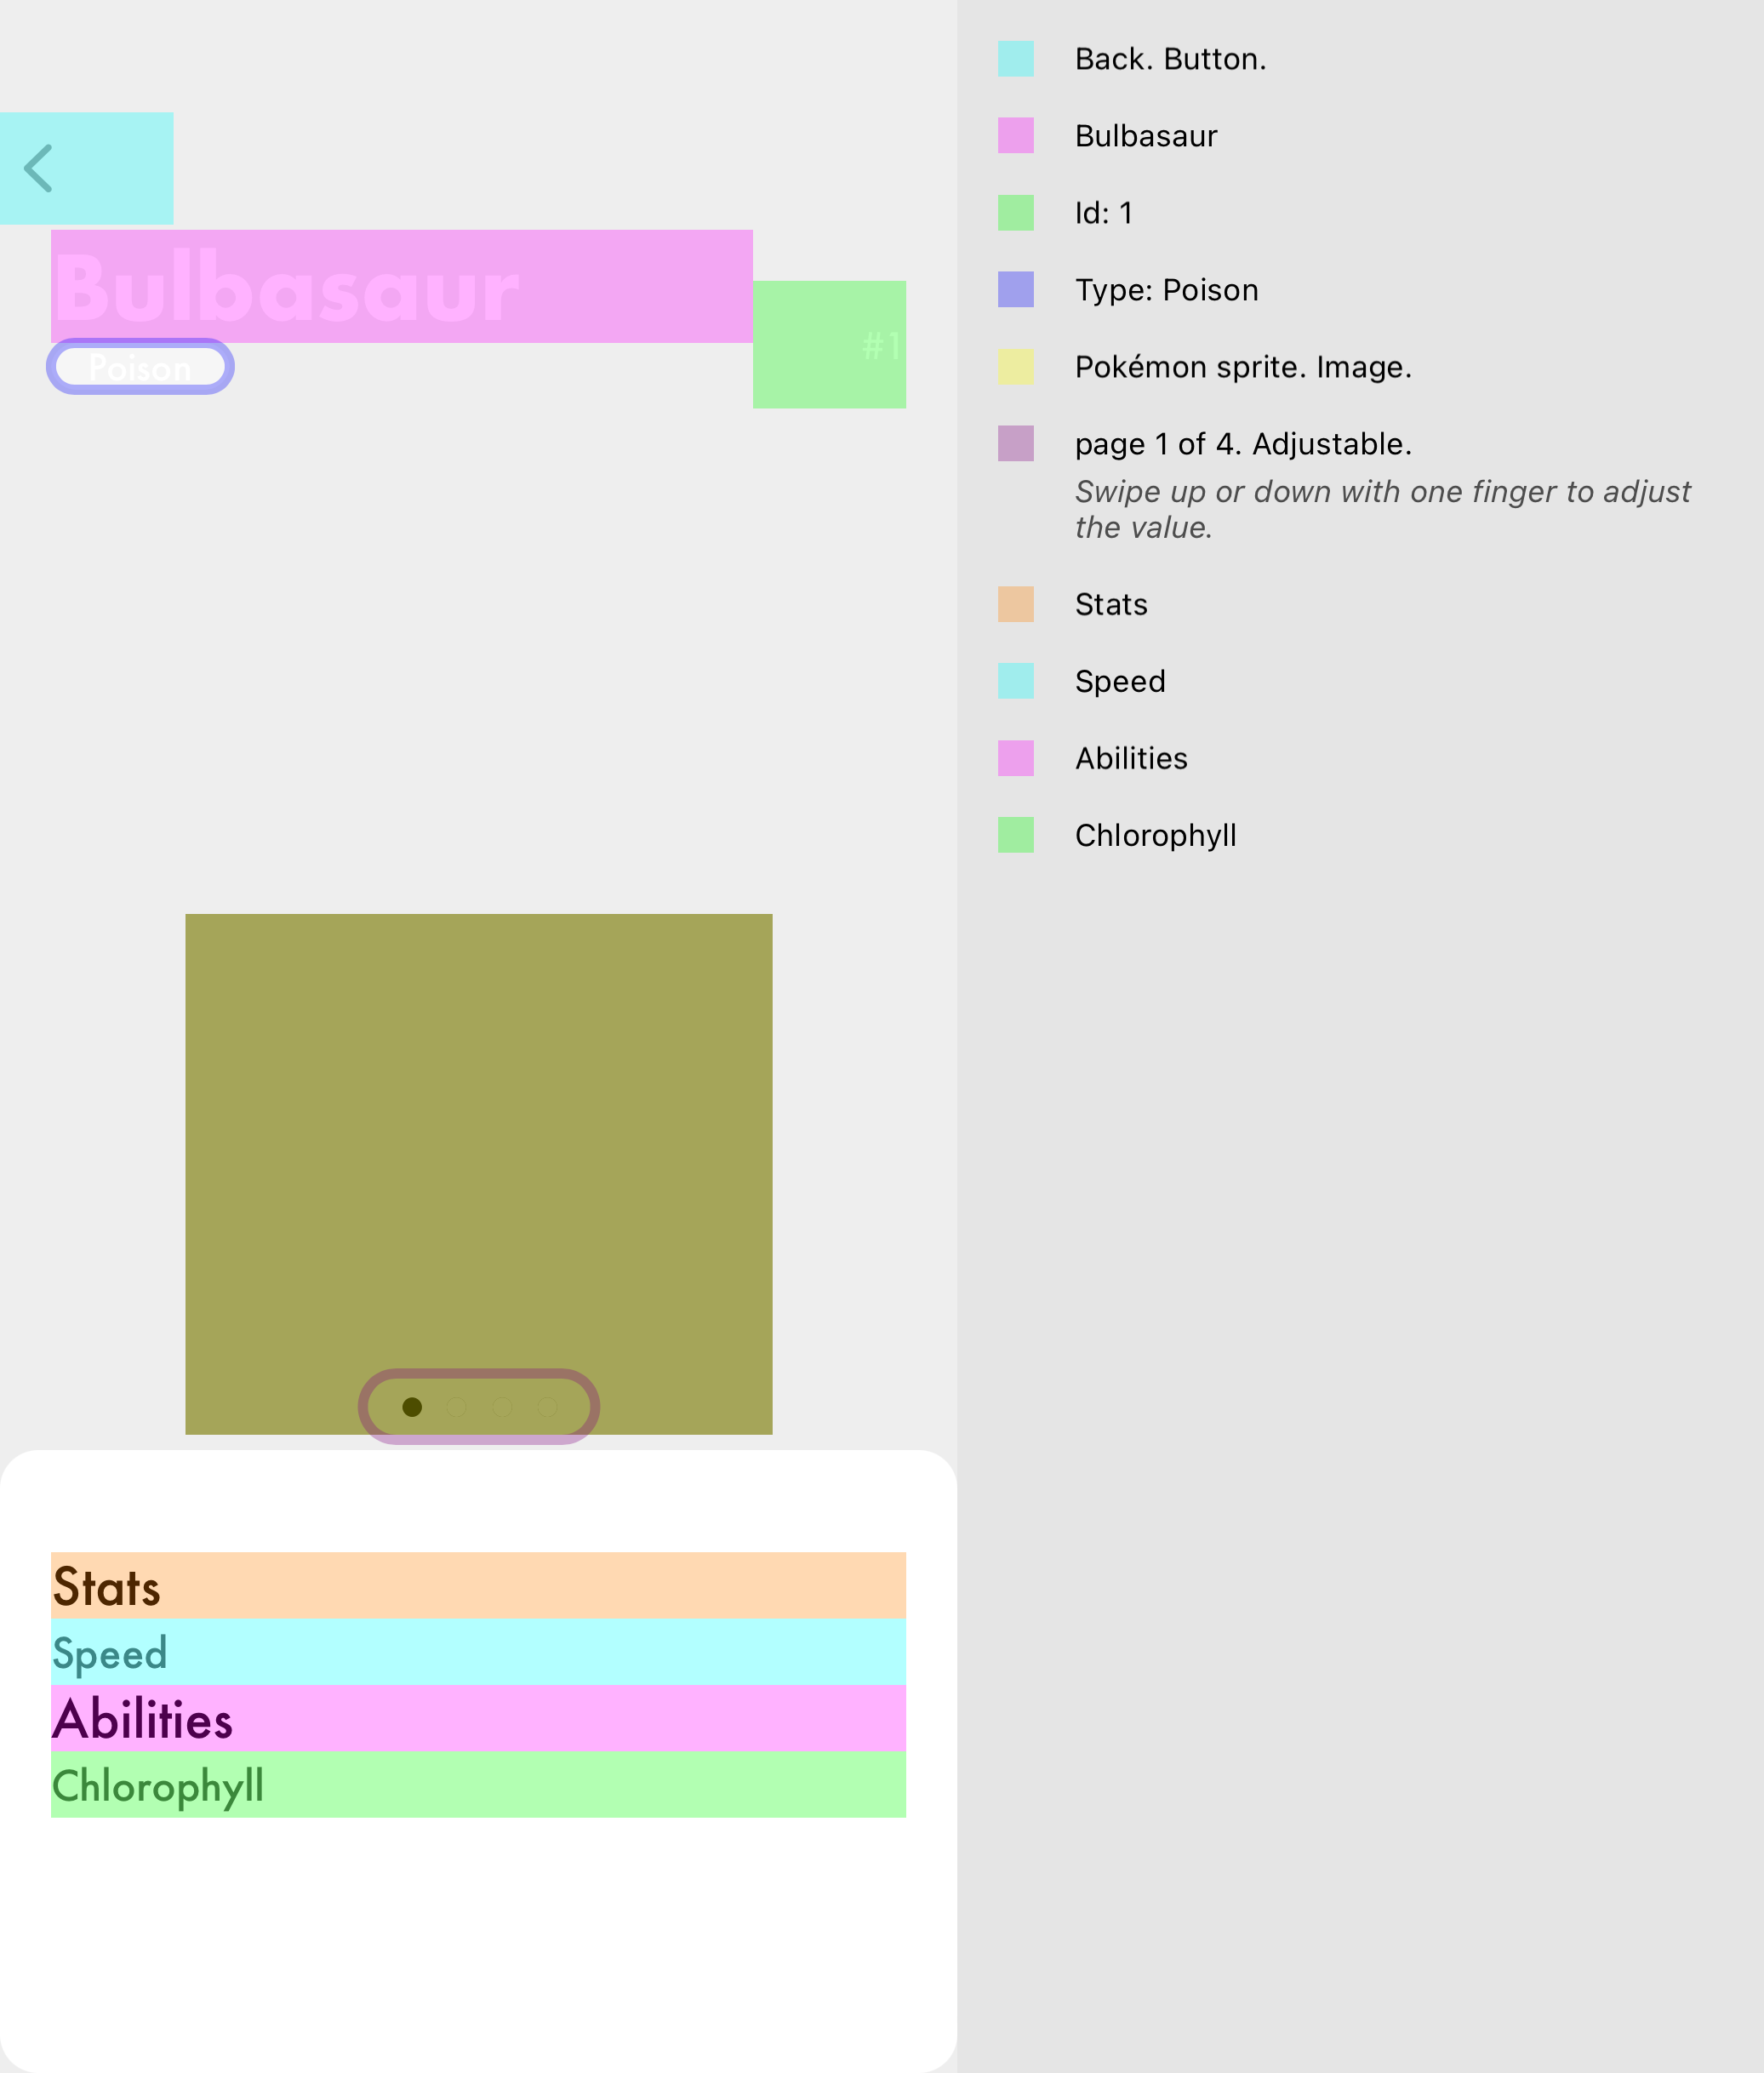 Bulbasaur
#1
Poison
Stats
Speed
Abilities
Chlorophyll
Back. Button.
Bulbasaur
Id: 1
Type: Poison
Pokémon sprite. Image.
page 1 of 4. Adjustable.
Swipe up or down with one finger to adjust
the value.
Stats
Speed
Abilities
Chlorophyll